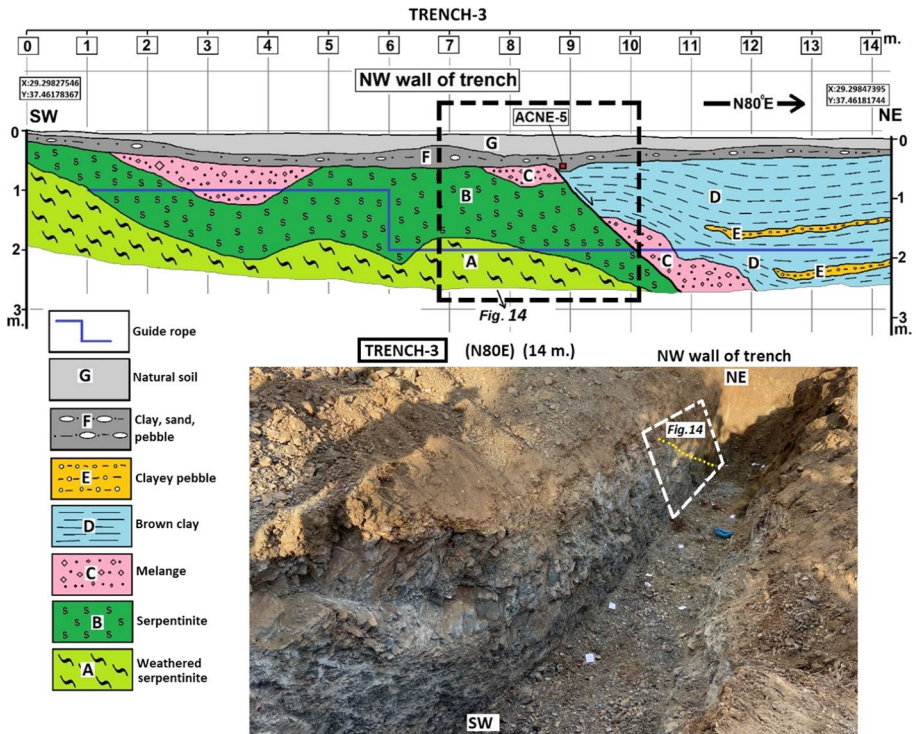 TRENCH-3
0 1 2 3 4 5 6 7 8 9 10 11 12 13 14 m.
X:29.29827546
Y:37.46178367
NW wall of trench
N80°E
X:29.29847395
Y:37.46181744
SW
ACNE-5
NE
0
1
2
3
m.
0
1
2
3
m.
G
F
C
B
A
D
E
C
D
E
Fig. 14
Guide rope
G Natural soil
F Clay, sand,
pebble
E Clayey pebble
D Brown clay
C Melange
B Serpentinite
A Weathered
serpentinite
TRENCH-3 (N80E) (14 m.)
NW wall of trench
NE
Fig.14
SW